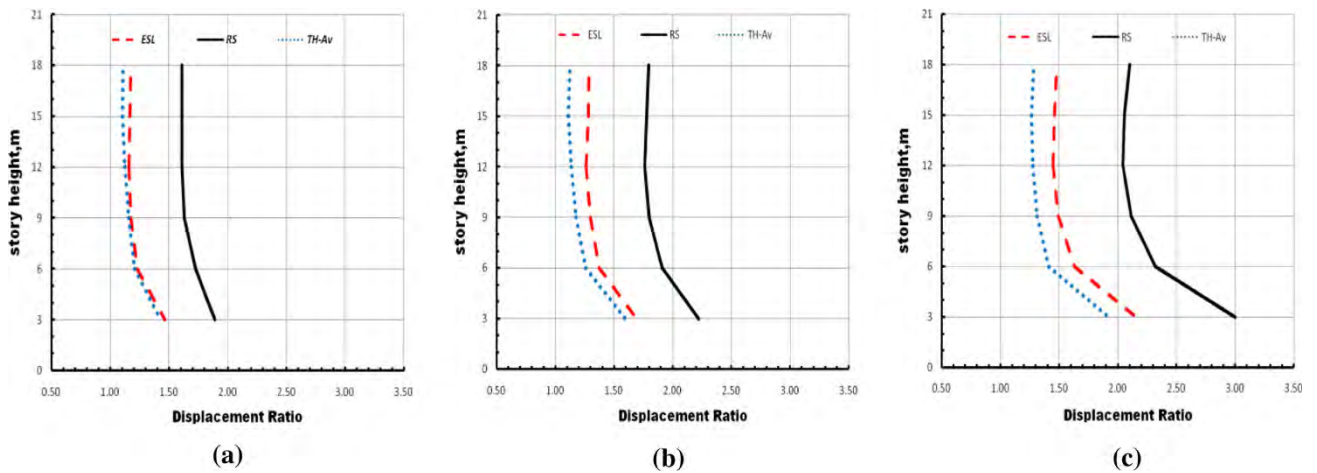 21
ESL RS TH-Av
18
15
12
9
6
3
0
0.50 1.00 1.50 2.00 2.50 3.00 3.50
story height,m
Displacement Ratio
(a)
21
ESL RS TH-Av
18
15
12
9
6
3
0
0.50 1.00 1.50 2.00 2.50 3.00 3.50
story height,m
Displacement Ratio
(b)
21
ESL RS TH-Av
18
15
12
9
6
3
0
0.50 1.00 1.50 2.00 2.50 3.00 3.50
story height,m
Displacement Ratio
(c)